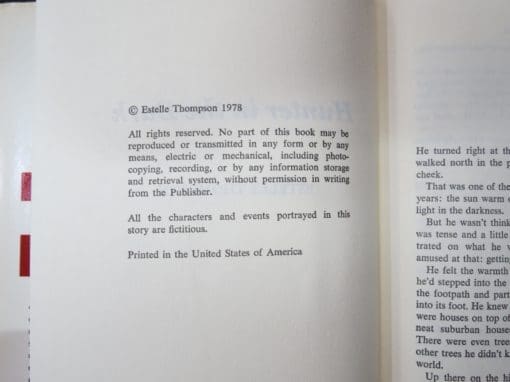 © Estelle Thompson 1978
All rights reserved. No part of this book may be
reproduced or transmitted in any form or by any
means, electric or mechanical, including photo-
copying, recording, or by any information storage
and retrieval system, without permission in writing
from the Publisher.
All the characters and events portrayed in this
story are fictitious.
Printed in the United States of America
He turned right at th
walked north in the p
cheek.
That was one of the
years: the sun warm o
light in the darkness.
But he wasn't think
was tense and a little
trated on what he v
amused at that: gettin
He felt the warmth
he'd stepped into the
the footpath and part
into its foot. He knew
were houses on top of
neat suburban house
There were even tree
other trees he didn't k
world.
Up there on the hi